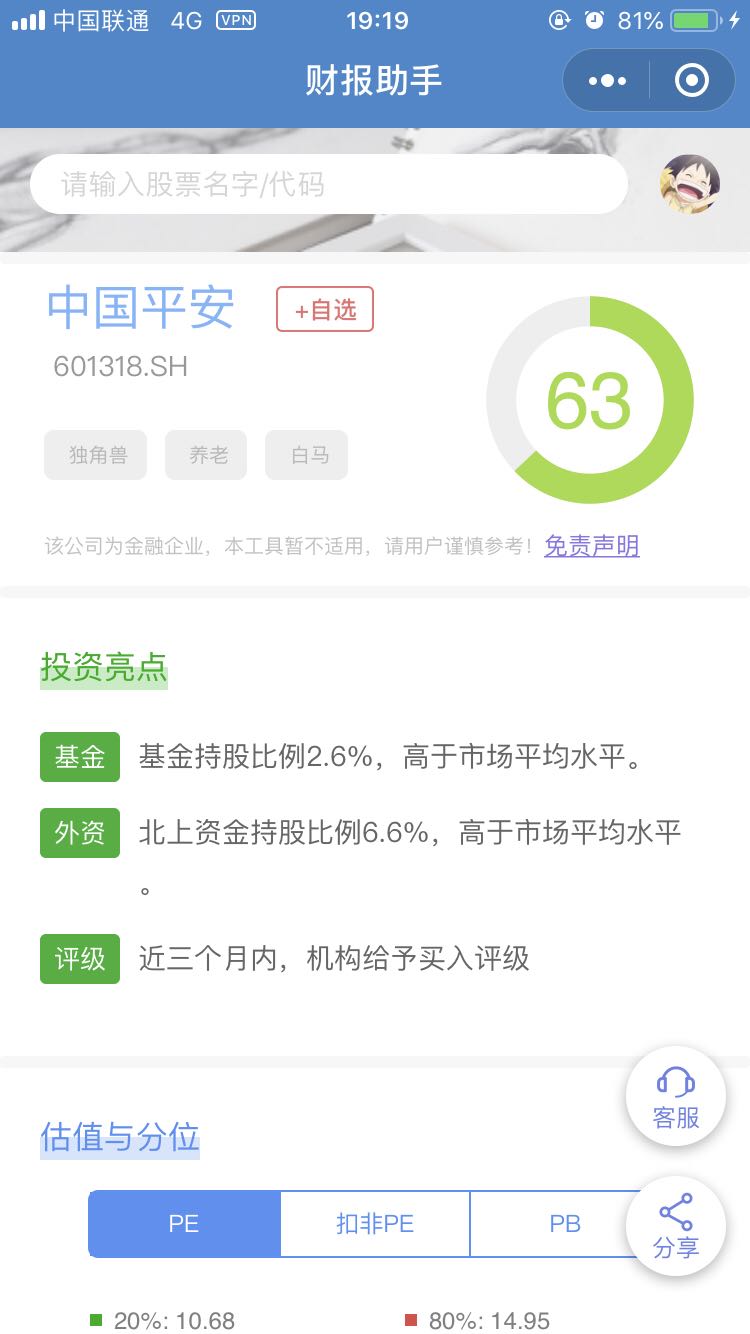 中国联通 4G VPN 19:19 81%
财报助手
请输入股票名字/代码
中国平安 +自选
601318.SH
63
独角兽 养老 白马
该公司为金融企业，本工具暂不适用，请用户谨慎参考！免责声明
投资亮点
基金 基金持股比例2.6%，高于市场平均水平。
外资 北上资金持股比例6.6%，高于市场平均水平
。
评级 近三个月内，机构给予买入评级
客服
估值与分位
PE 扣非PE PB
分享
20%: 10.68 80%: 14.95